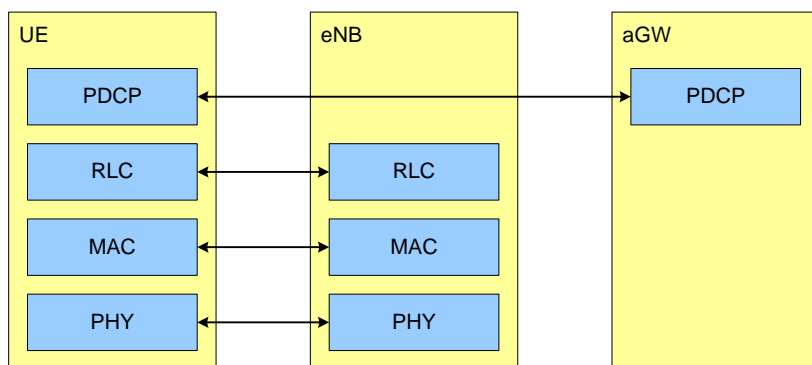 UE
eNB
aGW
PDCP
PDCP
RLC
RLC
MAC
MAC
PHY
PHY